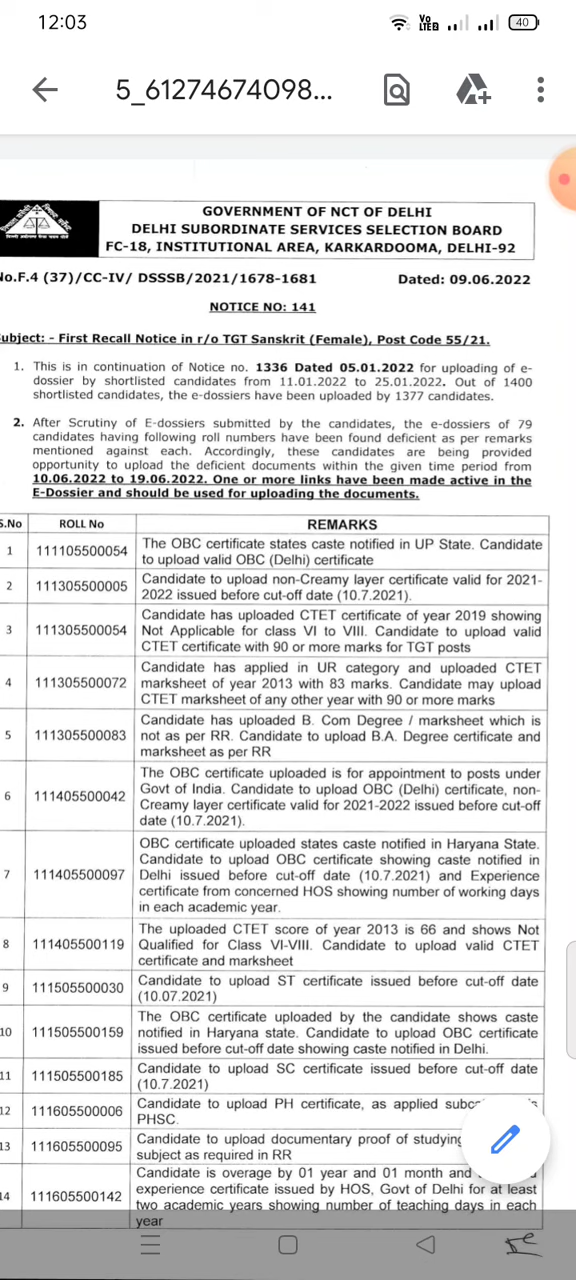 12:03
Vo
LTE2
40
5_61274674098...
GOVERNMENT OF NCT OF DELHI
DELHI SUBORDINATE SERVICES SELECTION BOARD
FC-18, INSTITUTIONAL AREA, KARKARDOOMA, DELHI-92
No.F.4 (37)/CC-IV/ DSSSB/2021/1678-1681 Dated: 09.06.2022
NOTICE NO: 141
Subject: - First Recall Notice in r/o TGT Sanskrit (Female), Post Code 55/21.
1. This is in continuation of Notice no. 1336 Dated 05.01.2022 for uploading of e-
dossier by shortlisted candidates from 11.01.2022 to 25.01.2022. Out of 1400
shortlisted candidates, the e-dossiers have been uploaded by 1377 candidates.
2. After Scrutiny of E-dossiers submitted by the candidates, the e-dossiers of 79
candidates having following roll numbers have been found deficient as per remarks
mentioned against each. Accordingly, these candidates are being provided
opportunity to upload the deficient documents within the given time period from
10.06.2022 to 19.06.2022. One or more links have been made active in the
E-Dossier and should be used for uploading the documents.
S.No ROLL No REMARKS
1 111105500054 The OBC certificate states caste notified in UP State. Candidate
to upload valid OBC (Delhi) certificate
2 111305500005 Candidate to upload non-Creamy layer certificate valid for 2021-
2022 issued before cut-off date (10.7.2021).
3 111305500054 Candidate has uploaded CTET certificate of year 2019 showing
Not Applicable for class VI to VIII. Candidate to upload valid
CTET certificate with 90 or more marks for TGT posts
4 111305500072 Candidate has applied in UR category and uploaded CTET
marksheet of year 2013 with 83 marks. Candidate may upload
CTET marksheet of any other year with 90 or more marks
5 111305500083 Candidate has uploaded B. Com Degree / marksheet which is
not as per RR. Candidate to upload B.A. Degree certificate and
marksheet as per RR
6 111405500042 The OBC certificate uploaded is for appointment to posts under
Govt of India. Candidate to upload OBC (Delhi) certificate, non-
Creamy layer certificate valid for 2021-2022 issued before cut-off
date (10.7.2021).
7 111405500097 OBC certificate uploaded states caste notified in Haryana State.
Candidate to upload OBC certificate showing caste notified in
Delhi issued before cut-off date (10.7.2021) and Experience
certificate from concerned HOS showing number of working days
in each academic year.
8 111405500119 The uploaded CTET score of year 2013 is 66 and shows Not
Qualified for Class VI-VIII. Candidate to upload valid CTET
certificate and marksheet
9 111505500030 Candidate to upload ST certificate issued before cut-off date
(10.07.2021)
10 111505500159 The OBC certificate uploaded by the candidate shows caste
notified in Haryana state. Candidate to upload OBC certificate
issued before cut-off date showing caste notified in Delhi.
11 111505500185 Candidate to upload SC certificate issued before cut-off date
(10.7.2021)
12 111605500006 Candidate to upload PH certificate, as applied
PHSC.
13 111605500095 Candidate to upload documentary proof of studying
subject as required in RR
14 111605500142 Candidate is overage by 01 year and 01 month and
experience certificate issued by HOS, Govt of Delhi for at least
two academic years showing number of teaching days in each
year